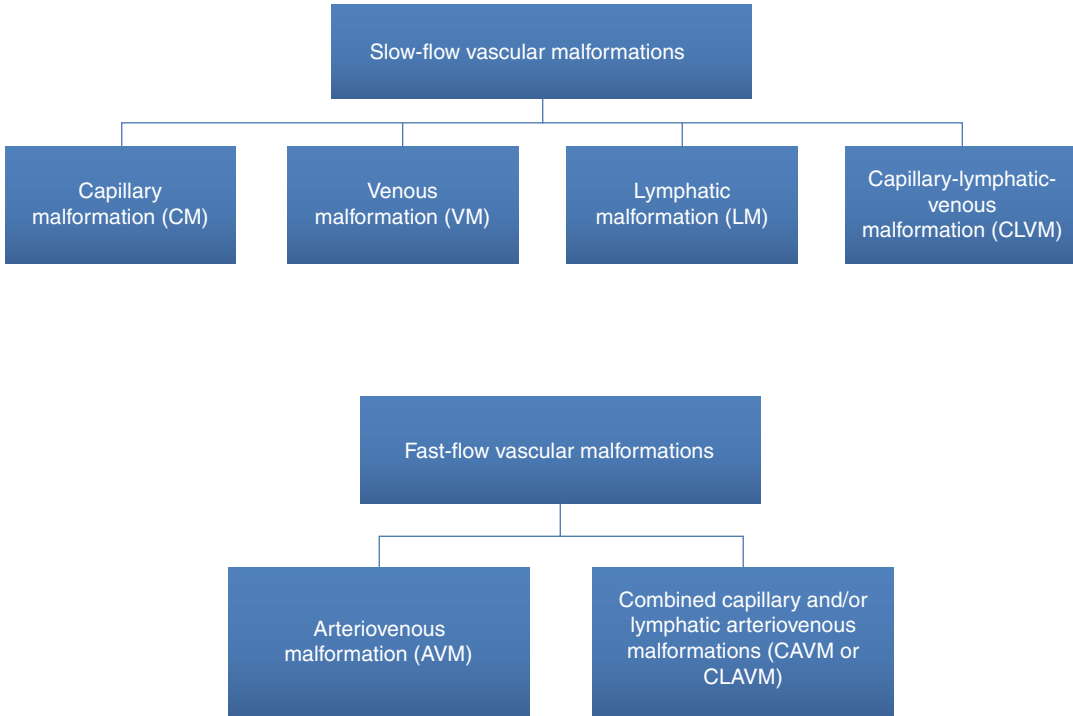 Slow-flow vascular malformations
Capillary
malformation (CM)
Venous
malformation (VM)
Lymphatic
malformation (LM)
Capillary-lymphatic-
venous
malformation (CLVM)
Fast-flow vascular malformations
Arteriovenous
malformation (AVM)
Combined capillary and/or
lymphatic arteriovenous
malformations (CAVM or
CLAVM)